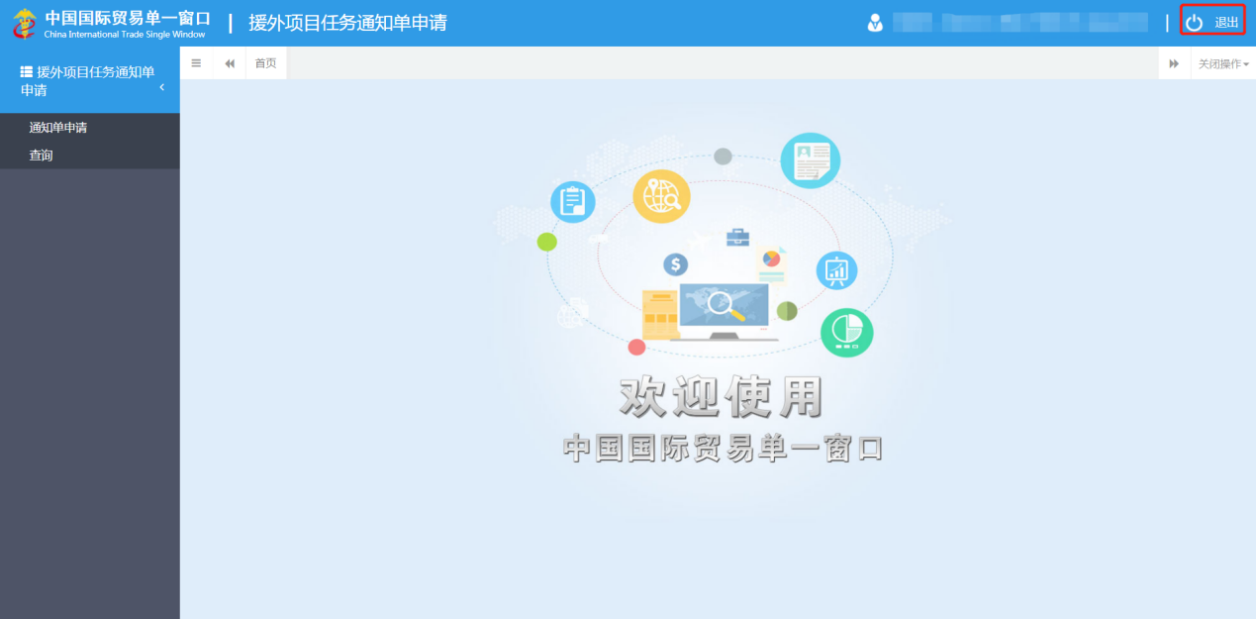 中国国际贸易单一窗口
China International Trade Single Window
援外项目任务通知单申请
退出
援外项目任务通知单
申请
首页
关闭操作
通知单申请
查询
欢迎使用
中国国际贸易单一窗口